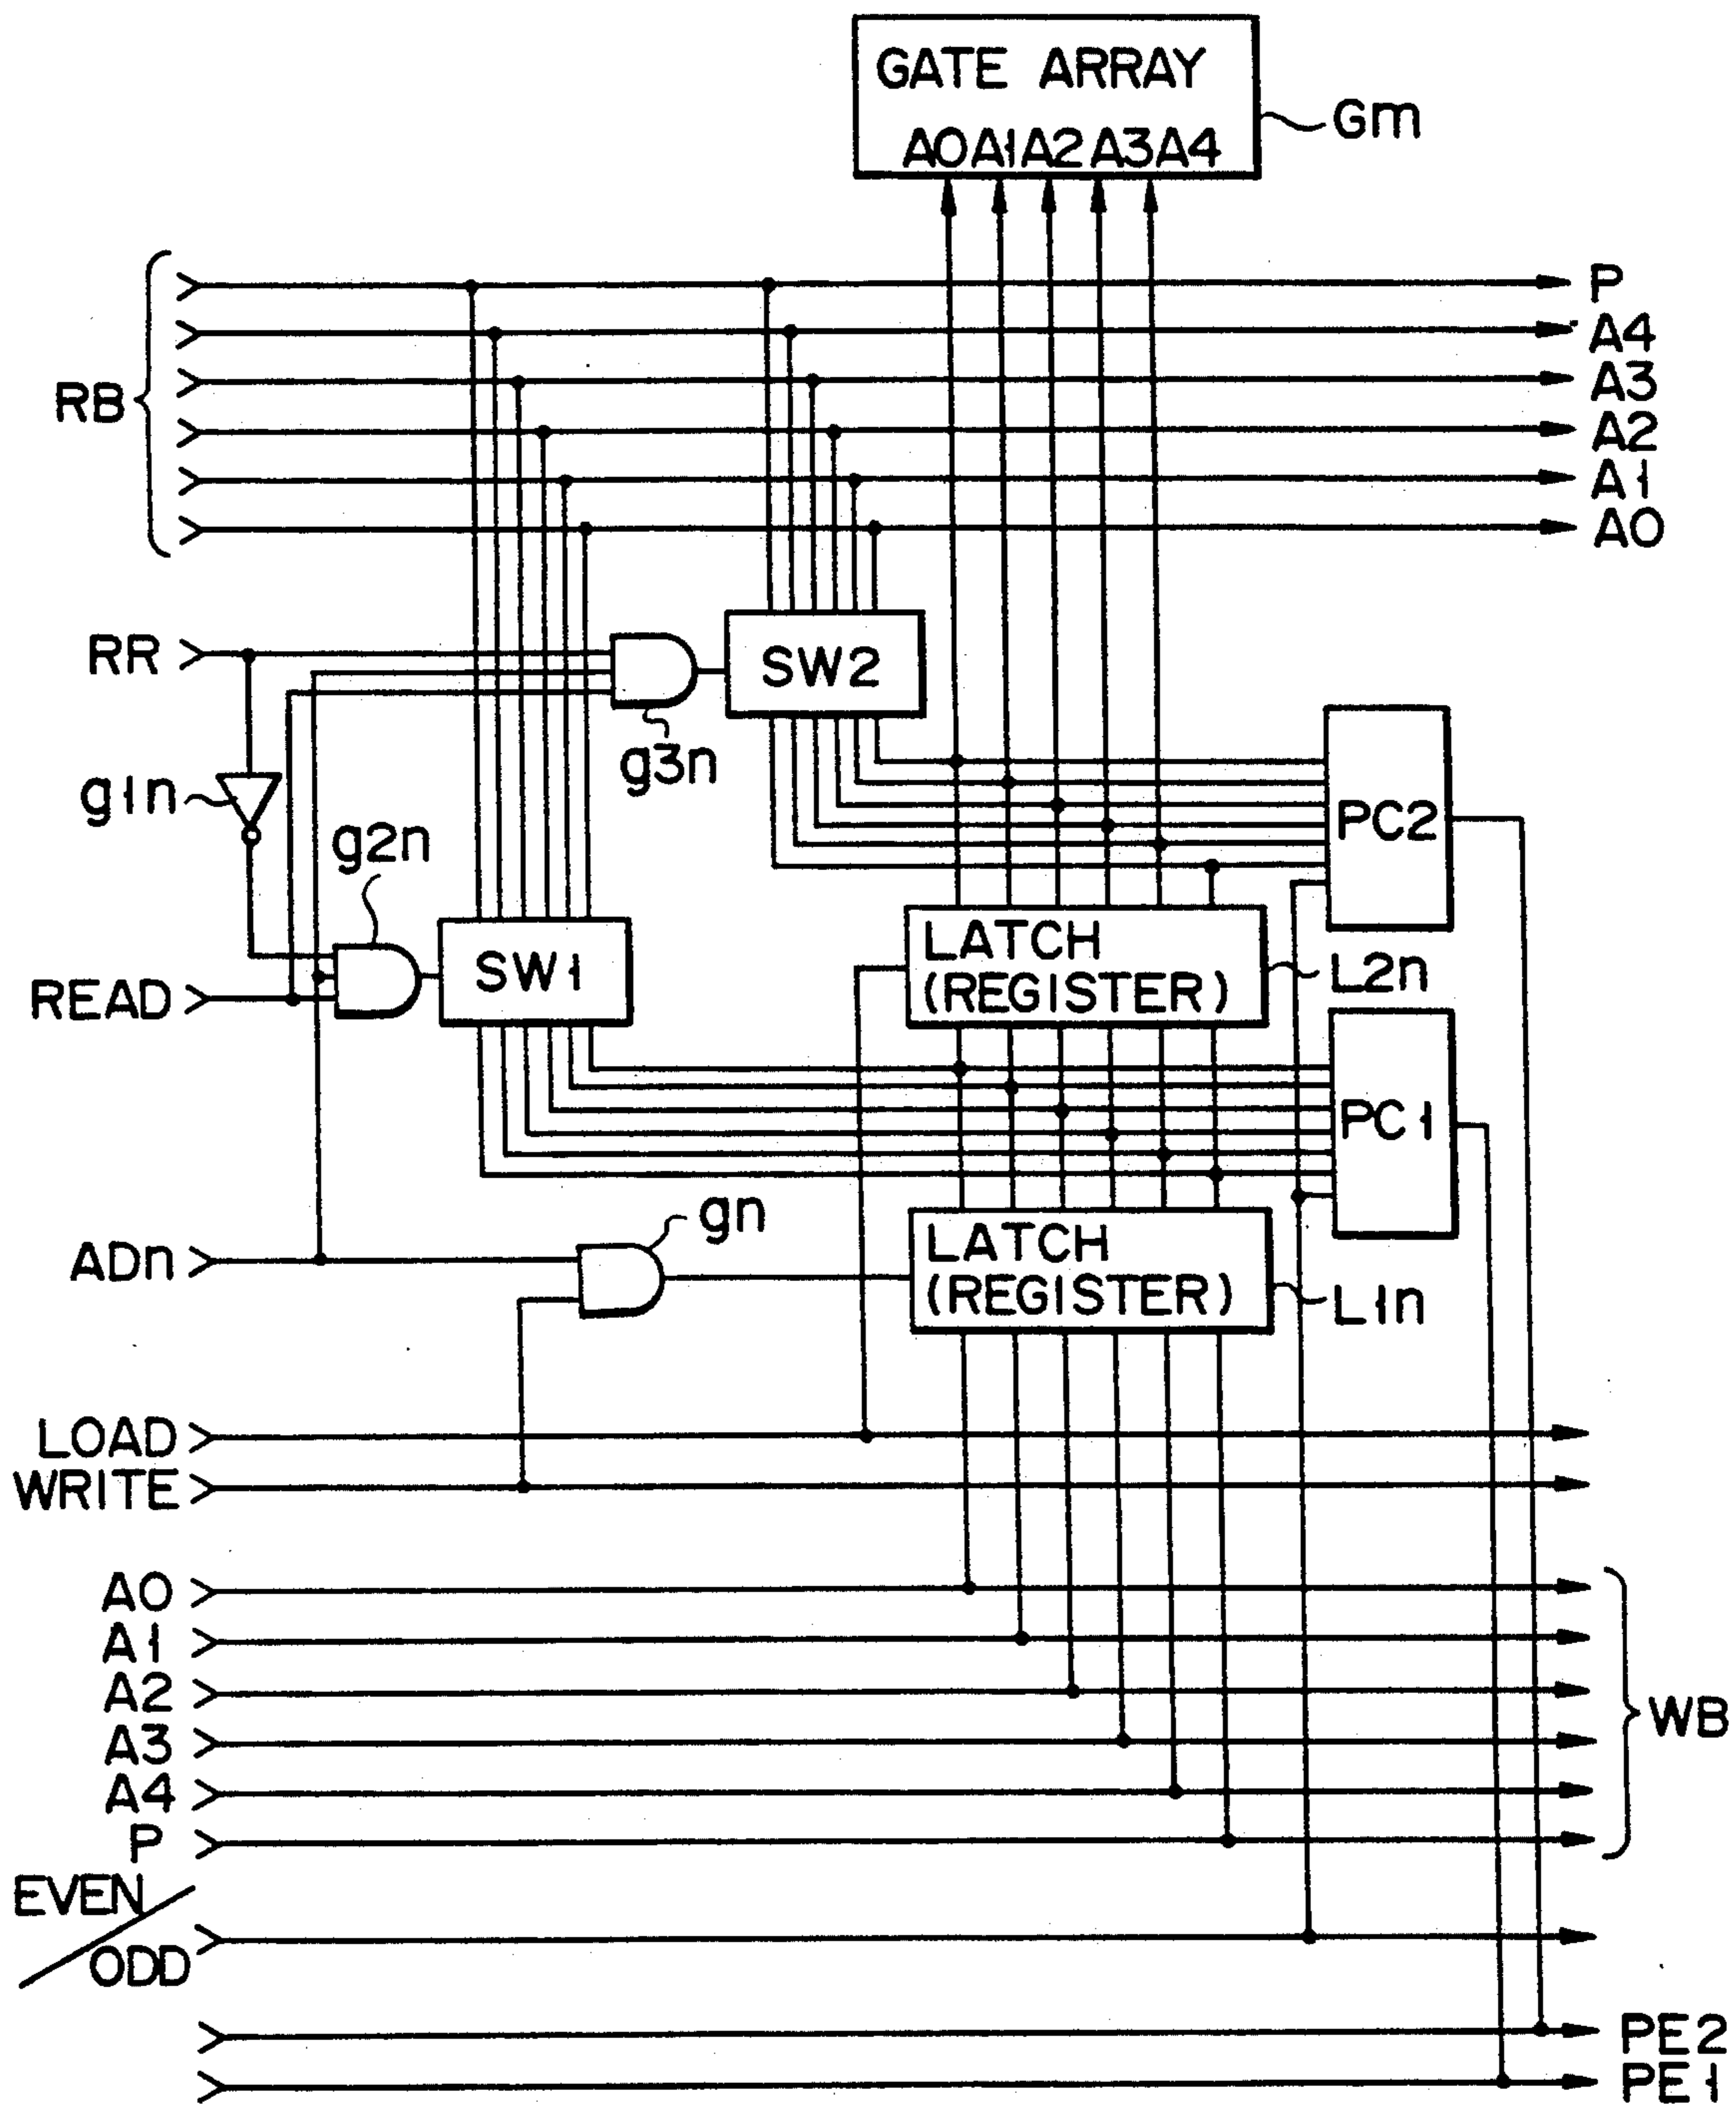 GATE ARRAY
A0 A1 A2 A3 A4
Gm
P
A4
RB
A3
A2
A1
A0
RR
SW2
g3n
g1n
PC2
g2n
LATCH
(REGISTER)
L2n
SW1
READ
PC1
gn
ADn
LATCH
(REGISTER)
L1n
LOAD
WRITE
A0
A1
A2
WB
A3
A4
P
EVEN
ODD
PE2
PE1